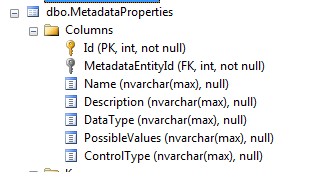 dbo.MetadataProperties
Columns
Id (PK, int, not null)
MetadataEntityId (FK, int, not null)
Name (nvarchar(max), null)
Description (nvarchar(max), null)
DataType (nvarchar(max), null)
PossibleValues (nvarchar(max), null)
ControlType (nvarchar(max), null)